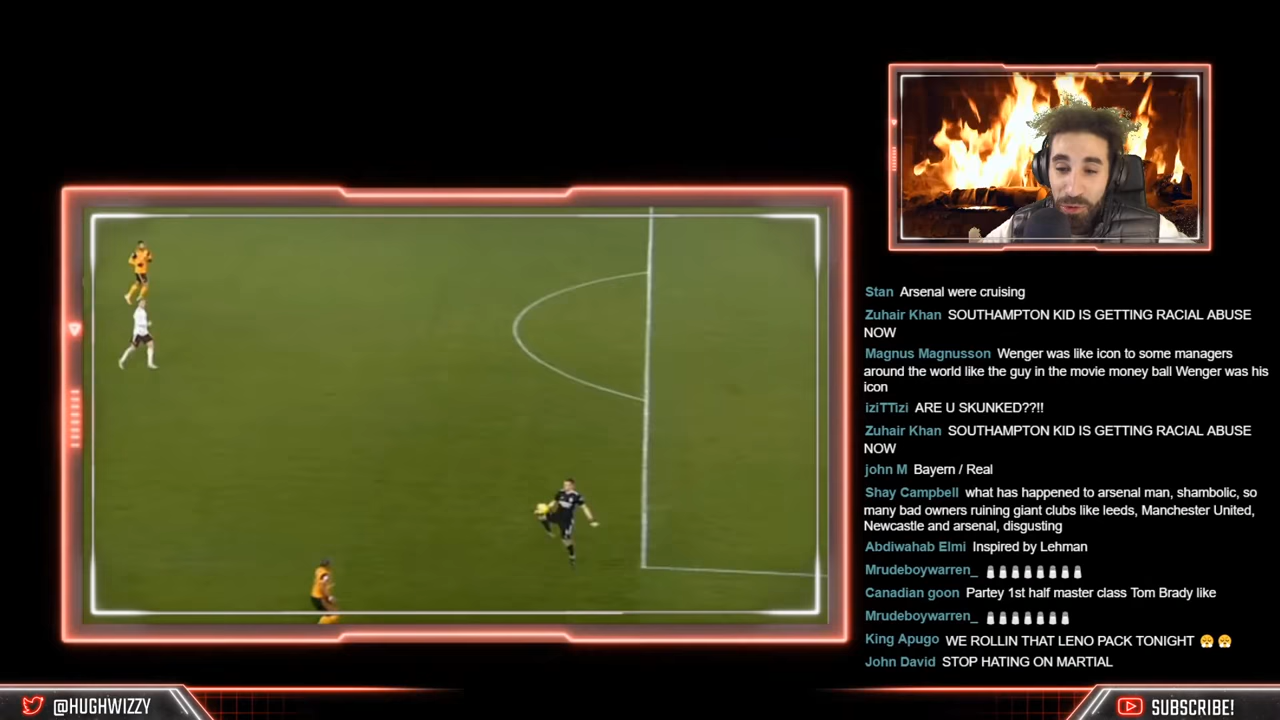 Stan Arsenal were cruising
Zuhair Khan SOUTHAMPTON KID IS GETTING RACIAL ABUSE
NOW
Magnus Magnusson Wenger was like icon to some managers
around the world like the guy in the movie money ball Wenger was his
icon
iziTTizi ARE U SKUNKED??!!
Zuhair Khan SOUTHAMPTON KID IS GETTING RACIAL ABUSE
NOW
john M Bayern / Real
Shay Campbell what has happened to arsenal man, shambolic, so
many bad owners ruining giant clubs like leeds, Manchester United,
Newcastle and arsenal, disgusting
Abdiwahab Elmi Inspired by Lehman
Mrudeboywarren_ 🧂🧂🧂🧂🧂🧂🧂🧂
Canadian goon Partey 1st half master class Tom Brady like
Mrudeboywarren_ 🧂🧂🧂🧂🧂🧂🧂
King Apugo WE ROLLIN THAT LENO PACK TONIGHT 😤 😤
John David STOP HATING ON MARTIAL
@HUGHWIZZY
SUBSCRIBE!